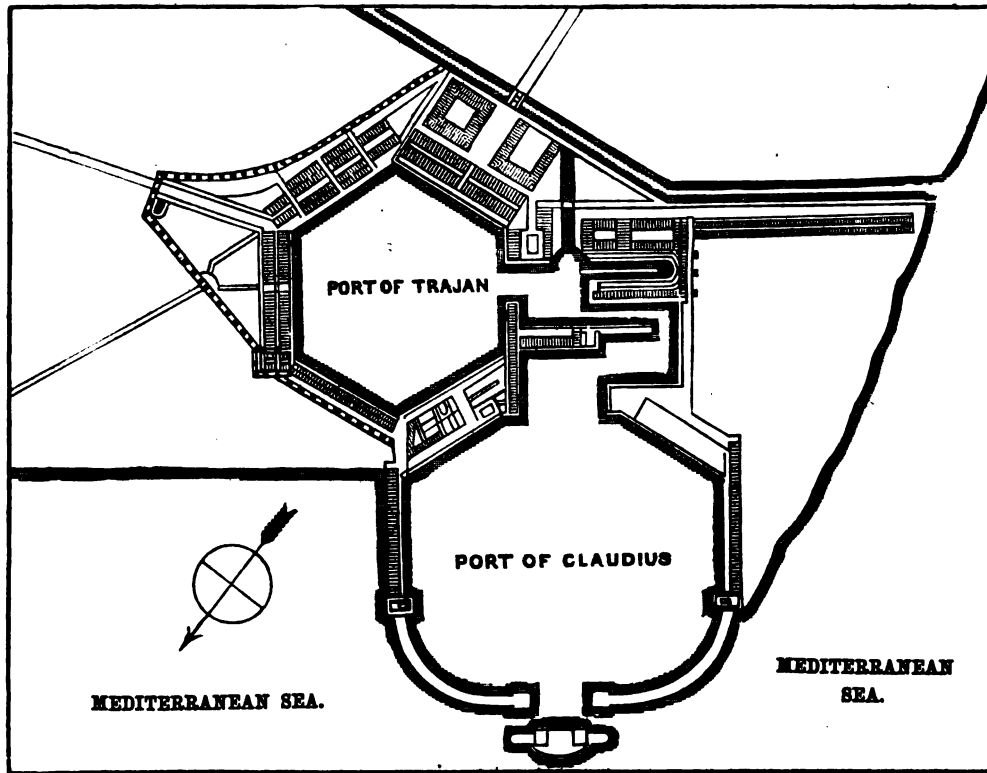 PORT OF TRAJAN
PORT OF CLAUDIUS
MEDITERRANEAN SEA.
MEDITERRANEAN
SEA.